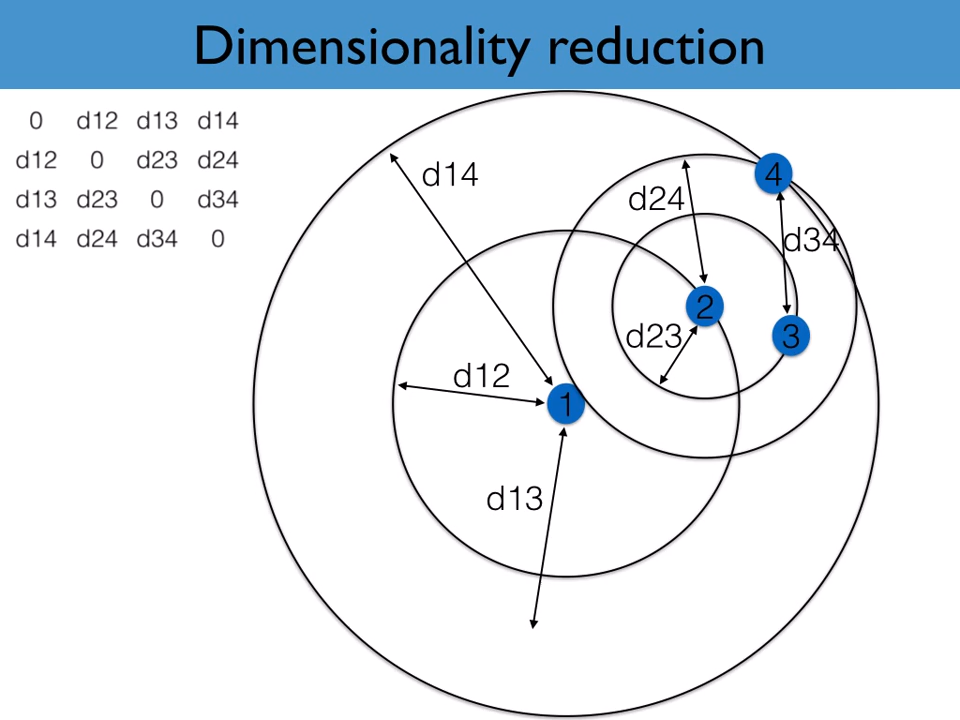 Dimensionality reduction
0 d12 d13 d14
d12 0 d23 d24
d13 d23 0 d34
d14 d24 d34 0
d14
4
d24
d34
2
d23
3
d12
1
d13